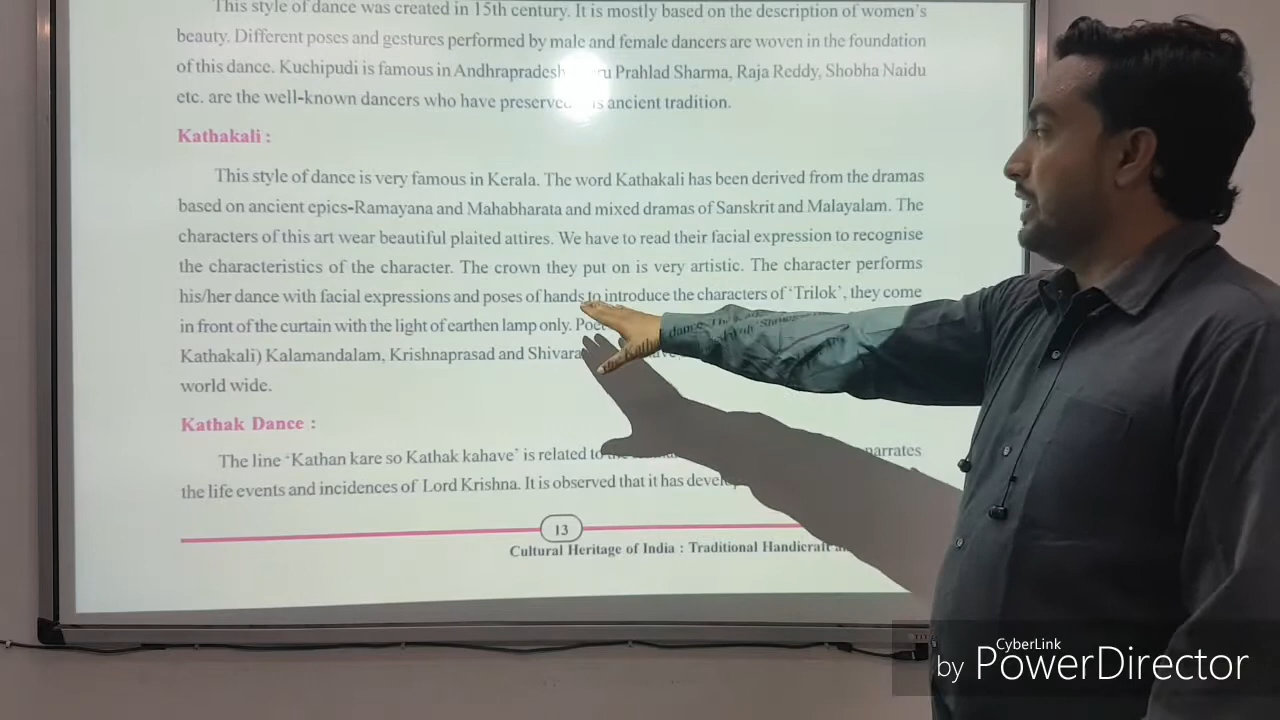 This style of dance was created in 15th century. It is mostly based on the description of women's
beauty. Different poses and gestures performed by male and female dancers are woven in the foundation
of this dance. Kuchipudi is famous in Andhrapradesh Prahlad Sharma, Raja Reddy, Shobha Naidu
etc. are the well-known dancers who have ancient tradition.
Kathakali :
This style of dance is very famous in Kerala. The word Kathakali has been derived from the dramas
based on ancient epics-Ramayana and Mahabharata and mixed dramas of Sanskrit and Malayalam. The
characters of this art wear beautiful plaited attires. We have to read their facial expression to recognise
the characteristics of the character. The crown they put on is very artistic. The character performs
his/her dance with facial expressions and poses of hands to introduce the characters of 'Trilok', they come
in front of the curtain with the light of earthen lamp only.
Kathakali) Kalamandalam, Krishnaprasad and
world wide.
Kathak Dance :
The line 'Kathan kare so Kathak kahave' is related to narrates
the life events and incidences of Lord Krishna. It is observed that it has
13
Cultural Heritage of India : Traditional Handicraft
CyberLink
by PowerDirector